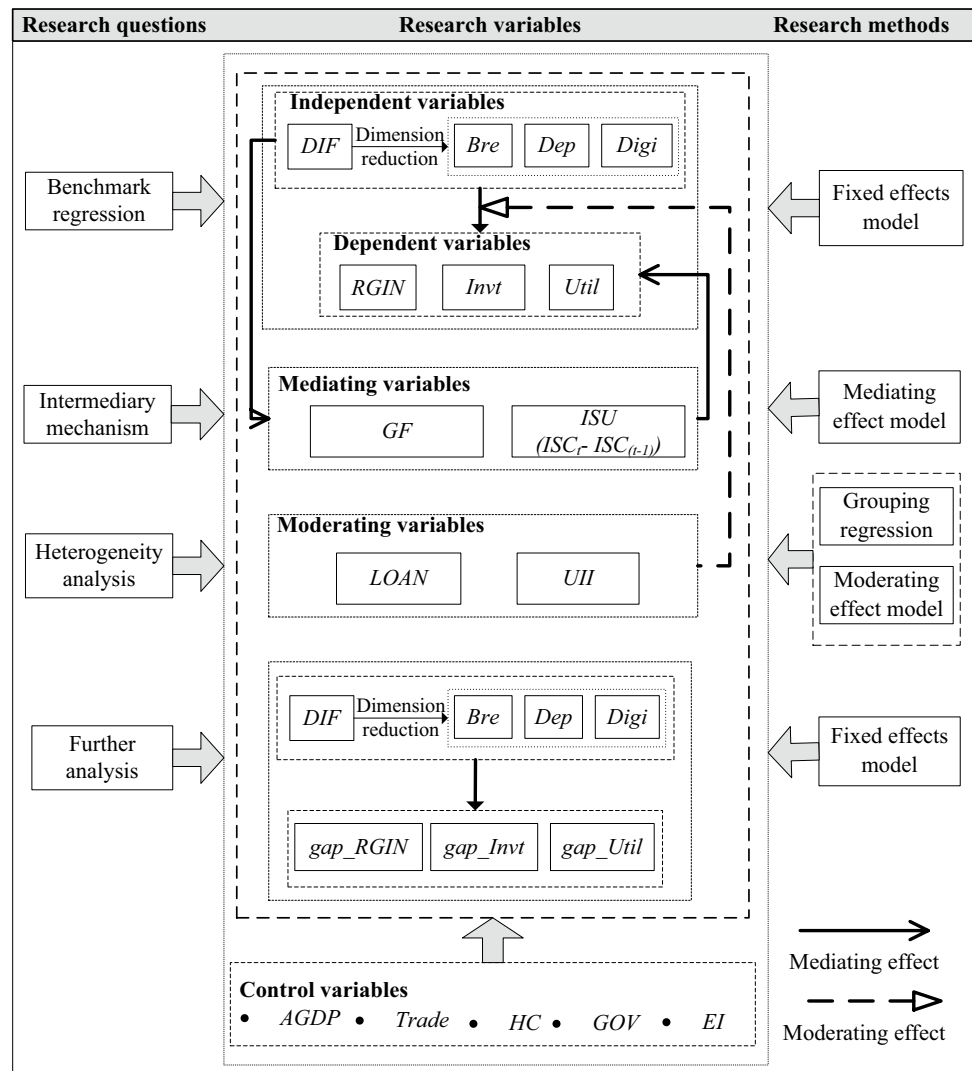 Research questions
Research variables
Research methods
Independent variables
DIF
Dimension
reduction
Bre
Dep
Digi
Benchmark
regression
Fixed effects
model
Dependent variables
RGIN
Invt
Util
Intermediary
mechanism
Mediating variables
GF
ISU
(ISCt- ISC(t-1))
Mediating
effect model
Heterogeneity
analysis
Moderating variables
LOAN
UII
Grouping
regression
Moderating
effect model
Further
analysis
DIF
Dimension
reduction
Bre
Dep
Digi
Fixed effects
model
gap_RGIN
gap_Invt
gap_Util
Control variables
• AGDP • Trade • HC • GOV • EI
Mediating effect
Moderating effect